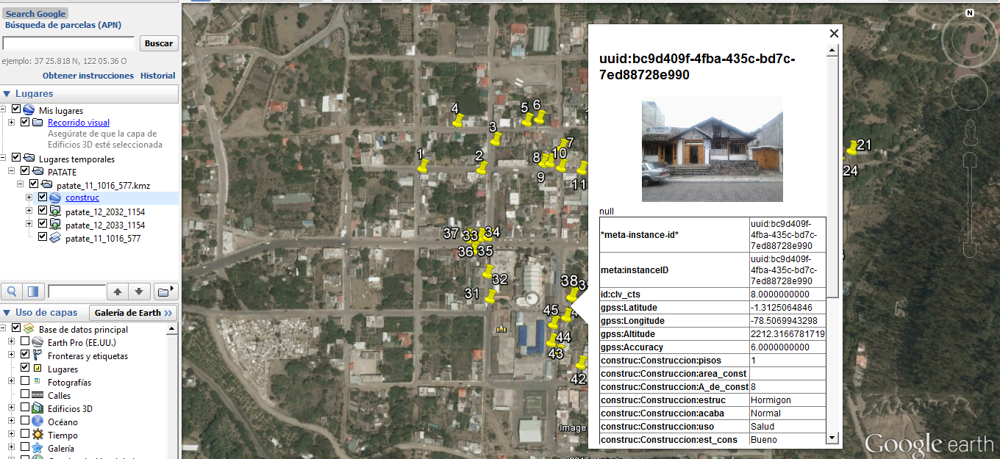 Search Google
Búsqueda de parcelas (APN)
Buscar
ejemplo: 37 25.818 N, 122 05.36 O
Obtener instrucciones Historial
Lugares
Mis lugares
Recorrido visual
Asegúrate de que la capa de
Edificios 3D esté seleccionada
Lugares temporales
PATATE
patate_11_1016_577.kmz
construc
patate_12_2032_1154
patate_12_2033_1154
patate_11_1016_577
Uso de capas
Galería de Earth >>
Base de datos principal
Earth Pro (EE.UU.)
Fronteras y etiquetas
Lugares
Fotografías
Calles
Edificios 3D
Océano
Tiempo
Galería
4
5 6
3
1
2
7
8 10
9
11
37 33 34
36 35
32
31
38
45
44
43
42
Image
uuid:bc9d409f-4fba-435c-bd7c-
7ed88728e990
null
*meta-instance-id* uuid:bc9d409f-
4fba-435c-bd7c-
7ed88728e990
meta:instanceID uuid:bc9d409f-
4fba-435c-bd7c-
7ed88728e990
id:clv_cts 8.0000000000
gpss:Latitude -1.3125064846
gpss:Longitude -78.5069943298
gpss:Altitude 2212.3166781719
gpss:Accuracy 6.0000000000
construc:Construccion:pisos 1
construc:Construccion:area_const
construc:Construccion:A_de_const 8
construc:Construccion:estruc Hormigon
construc:Construccion:acaba Normal
construc:Construccion:uso Salud
construc:Construccion:est_cons Bueno
N
21
24
Google earth